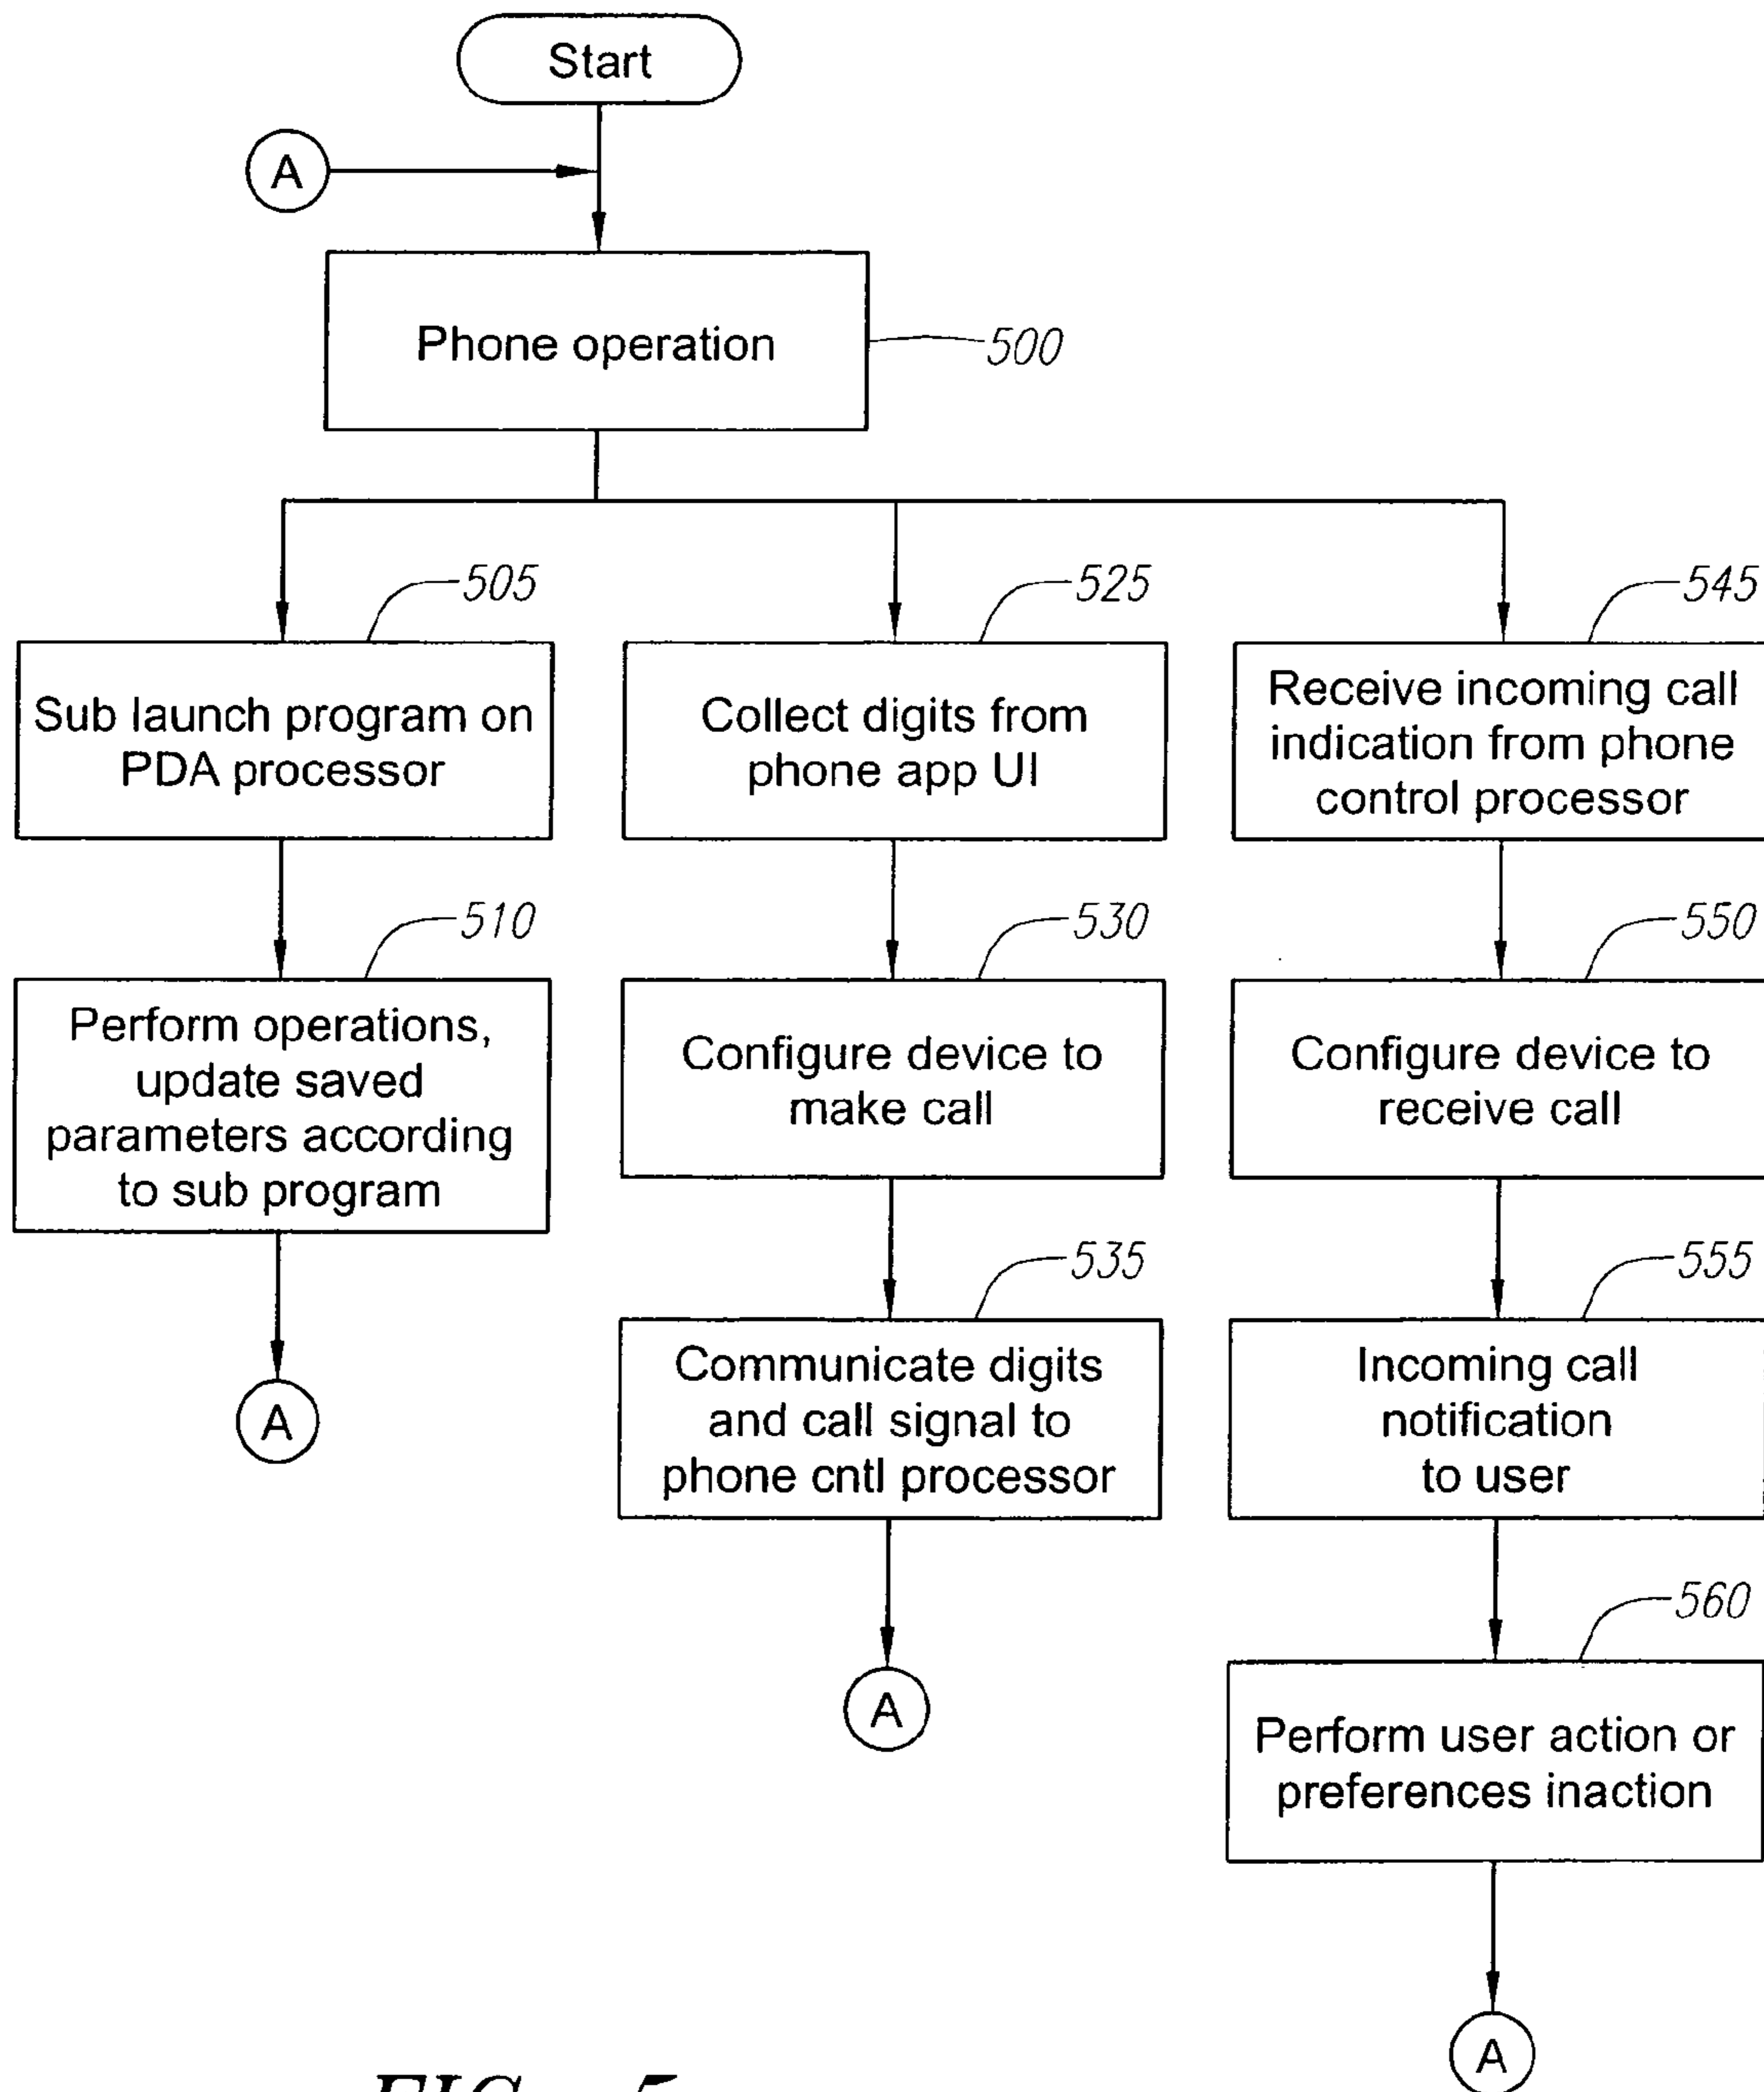 Start
A
Phone operation
500
505
525
545
Sub launch program on
PDA processor
Collect digits from
phone app UI
Receive incoming call
indication from phone
control processor
510
530
550
Perform operations,
update saved
parameters according
to sub program
Configure device to
make call
Configure device to
receive call
535
555
A
Communicate digits
and call signal to
phone cntl processor
Incoming call
notification
to user
560
A
Perform user action or
preferences inaction
A
FIG. 5